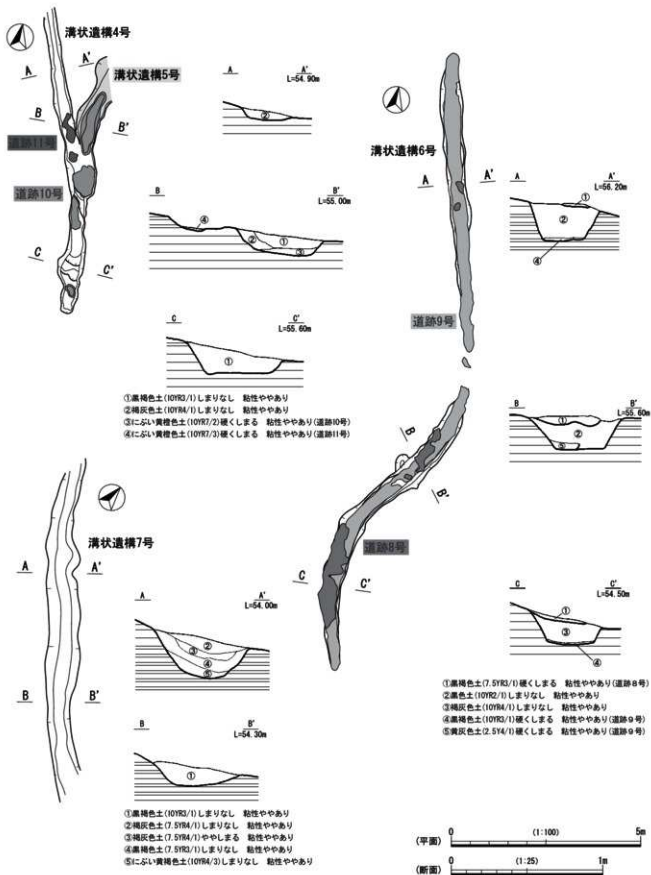 溝状遺構4号
A
A'
溝状遺構5号
B
B'
道跡11号
道跡10号
C
C'
A
A'
L=54.90m
②
B
B'
L=55.00m
④
②
①
③
C
C'
L=55.60m
①
①黒褐色土(10YR3/1)しまりなし 粘性ややあり
②褐灰色土(10YR4/1)しまりなし 粘性ややあり
③にぶい黄橙色土(10YR7/2)硬くしまる 粘性ややあり(道跡10号)
④にぶい黄橙色土(10YR7/3)硬くしまる 粘性ややあり(道跡11号)
溝状遺構6号
A
A'
道跡9号
B
B'
道跡8号
C
C'
A
A'
L=56.20m
①
②
④
B
B'
L=55.60m
①
②
⑤
C
C'
L=54.50m
①
③
④
①黒褐色土(7.5YR3/1)硬くしまる 粘性ややあり(道跡8号)
②黒色土(10YR2/1)しまりなし 粘性ややあり
③褐灰色土(10YR4/1)しまりなし 粘性ややあり
④黒褐色土(10YR3/1)硬くしまる 粘性ややあり(道跡9号)
⑤黄灰色土(2.5Y4/1)硬くしまる 粘性ややあり(道跡9号)
溝状遺構7号
A
A'
B
B'
A
A'
L=54.00m
②
③
④
⑤
B
B'
L=54.30m
①
①黒褐色土(10YR3/1)しまりなし 粘性ややあり
②褐灰色土(7.5YR4/1)しまりなし 粘性ややあり
③褐灰色土(7.5YR4/1)ややしまる 粘性ややあり
④黒褐色土(7.5YR3/1)しまりなし 粘性ややあり
⑤にぶい黄褐色土(10YR4/3)しまりなし 粘性ややあり
(平面) 0 (1:100) 5m
(断面) 0 (1:25) 1m